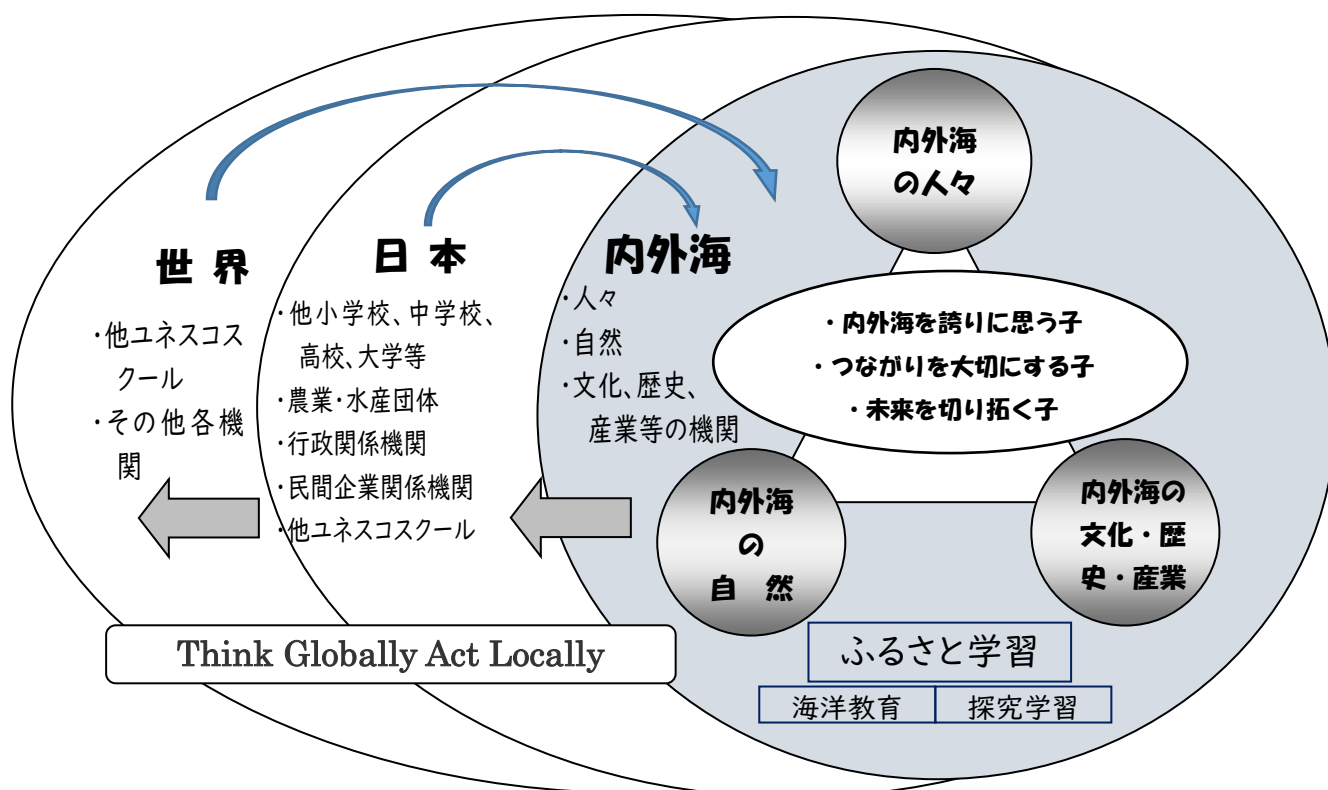 世界
・他ユネスコス
クール
・その他各機
関
日本
・他小学校、中学校、
高校、大学等
・農業・水産団体
・行政関係機関
・民間企業関係機関
・他ユネスコスクール
内外海
・人々
・自然
・文化、歴史、
産業等の機関
内外海
の人々
・内外海を誇りに思う子
・つながりを大切にする子
・未来を切り拓く子
内外海
の
自　然
内外海の
文化・歴
史・産業
Think Globally Act Locally
ふるさと学習
海洋教育
探究学習